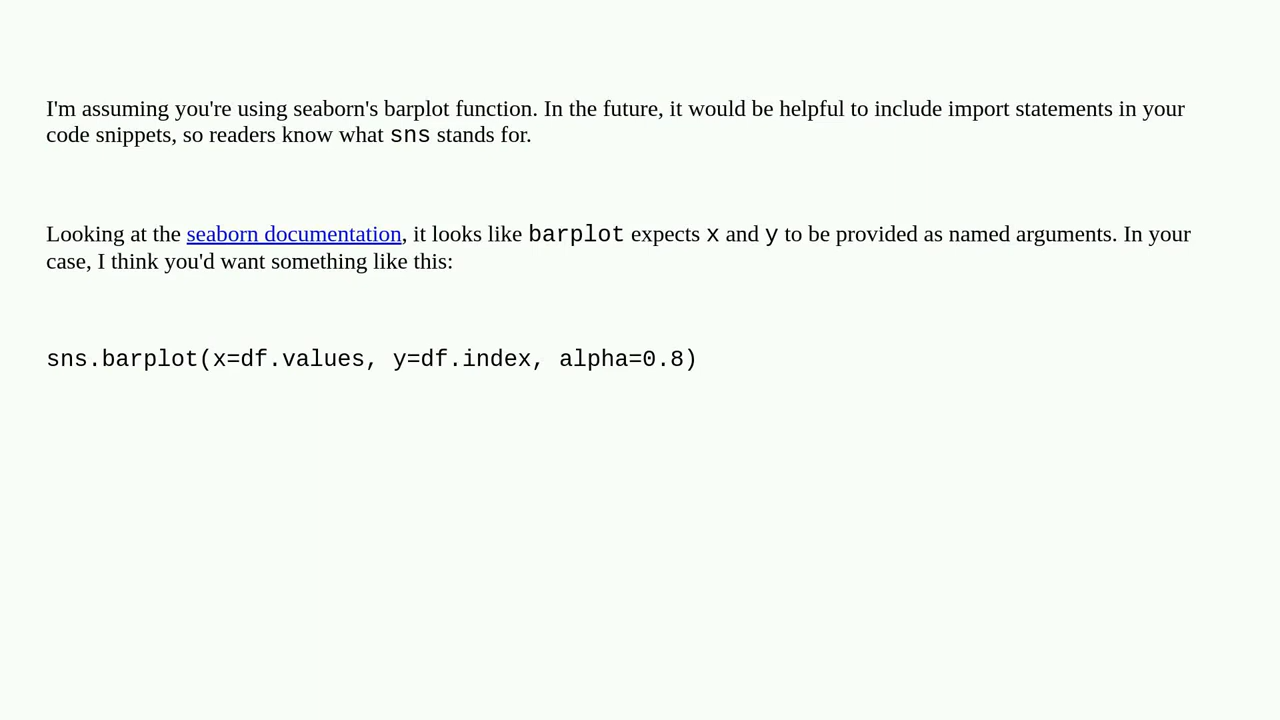 I'm assuming you're using seaborn's barplot function. In the future, it would be helpful to include import statements in your
code snippets, so readers know what sns stands for.
Looking at the seaborn documentation, it looks like barplot expects x and y to be provided as named arguments. In your
case, I think you'd want something like this:
sns.barplot(x=df.values, y=df.index, alpha=0.8)